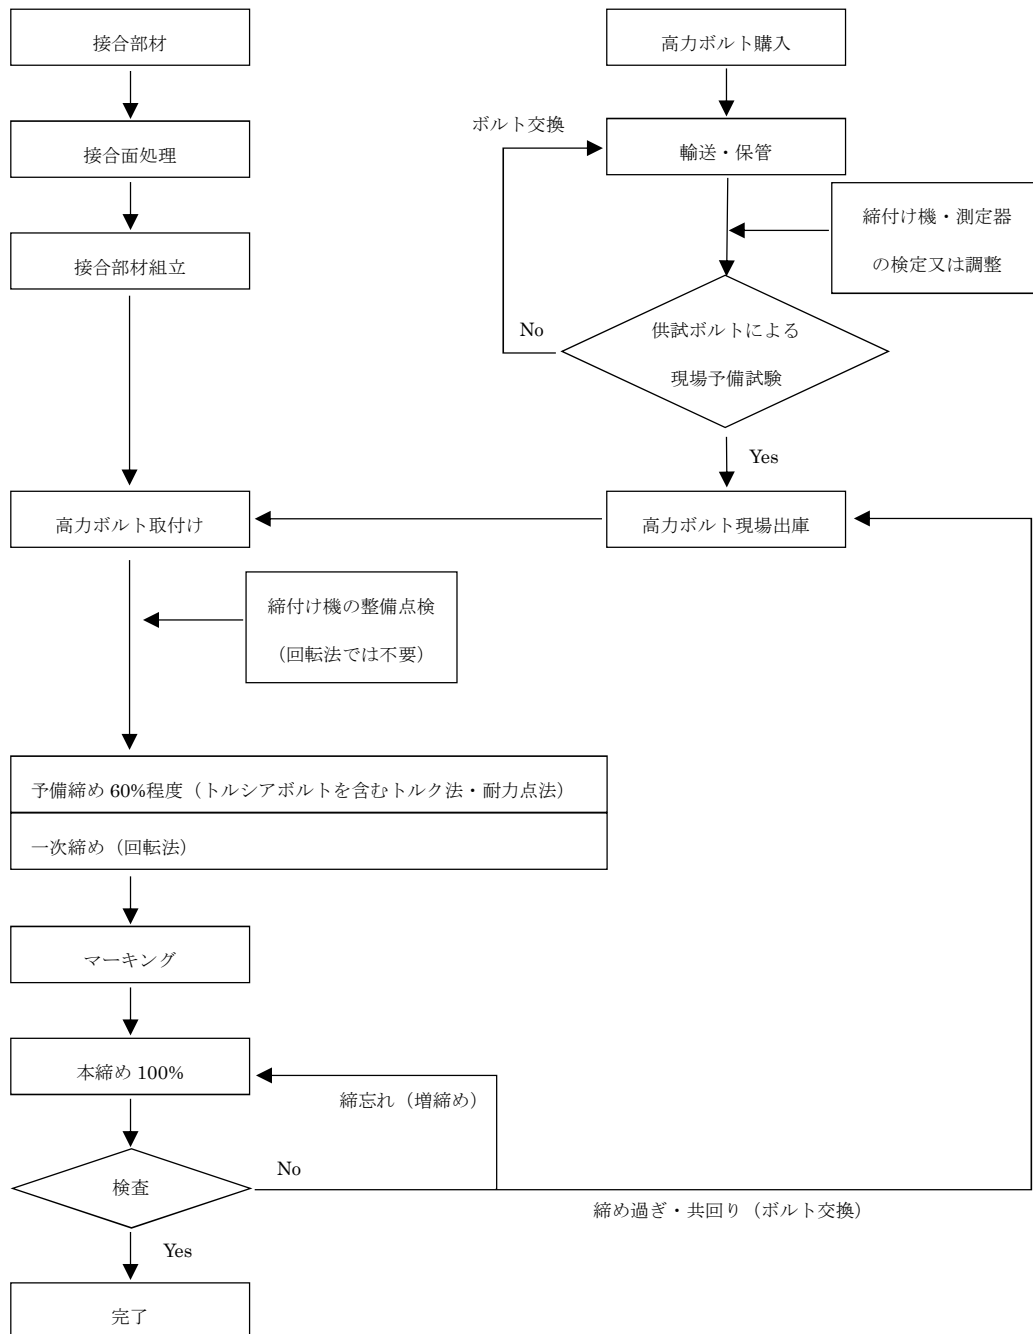 接合部材
高力ボルト購入
ボルト交換
接合面処理
輸送・保管
締付け機・測定器
の検定又は調整
接合部材組立
No
供試ボルトによる
現場予備試験
Yes
高力ボルト取付け
高力ボルト現場出庫
締付け機の整備点検
（回転法では不要）
予備締め 60%程度（トルシアボルトを含むトルク法・耐力点法）
一次締め（回転法）
マーキング
本締め 100%
締忘れ（増締め）
No
検査
締め過ぎ・共回り（ボルト交換）
Yes
完了